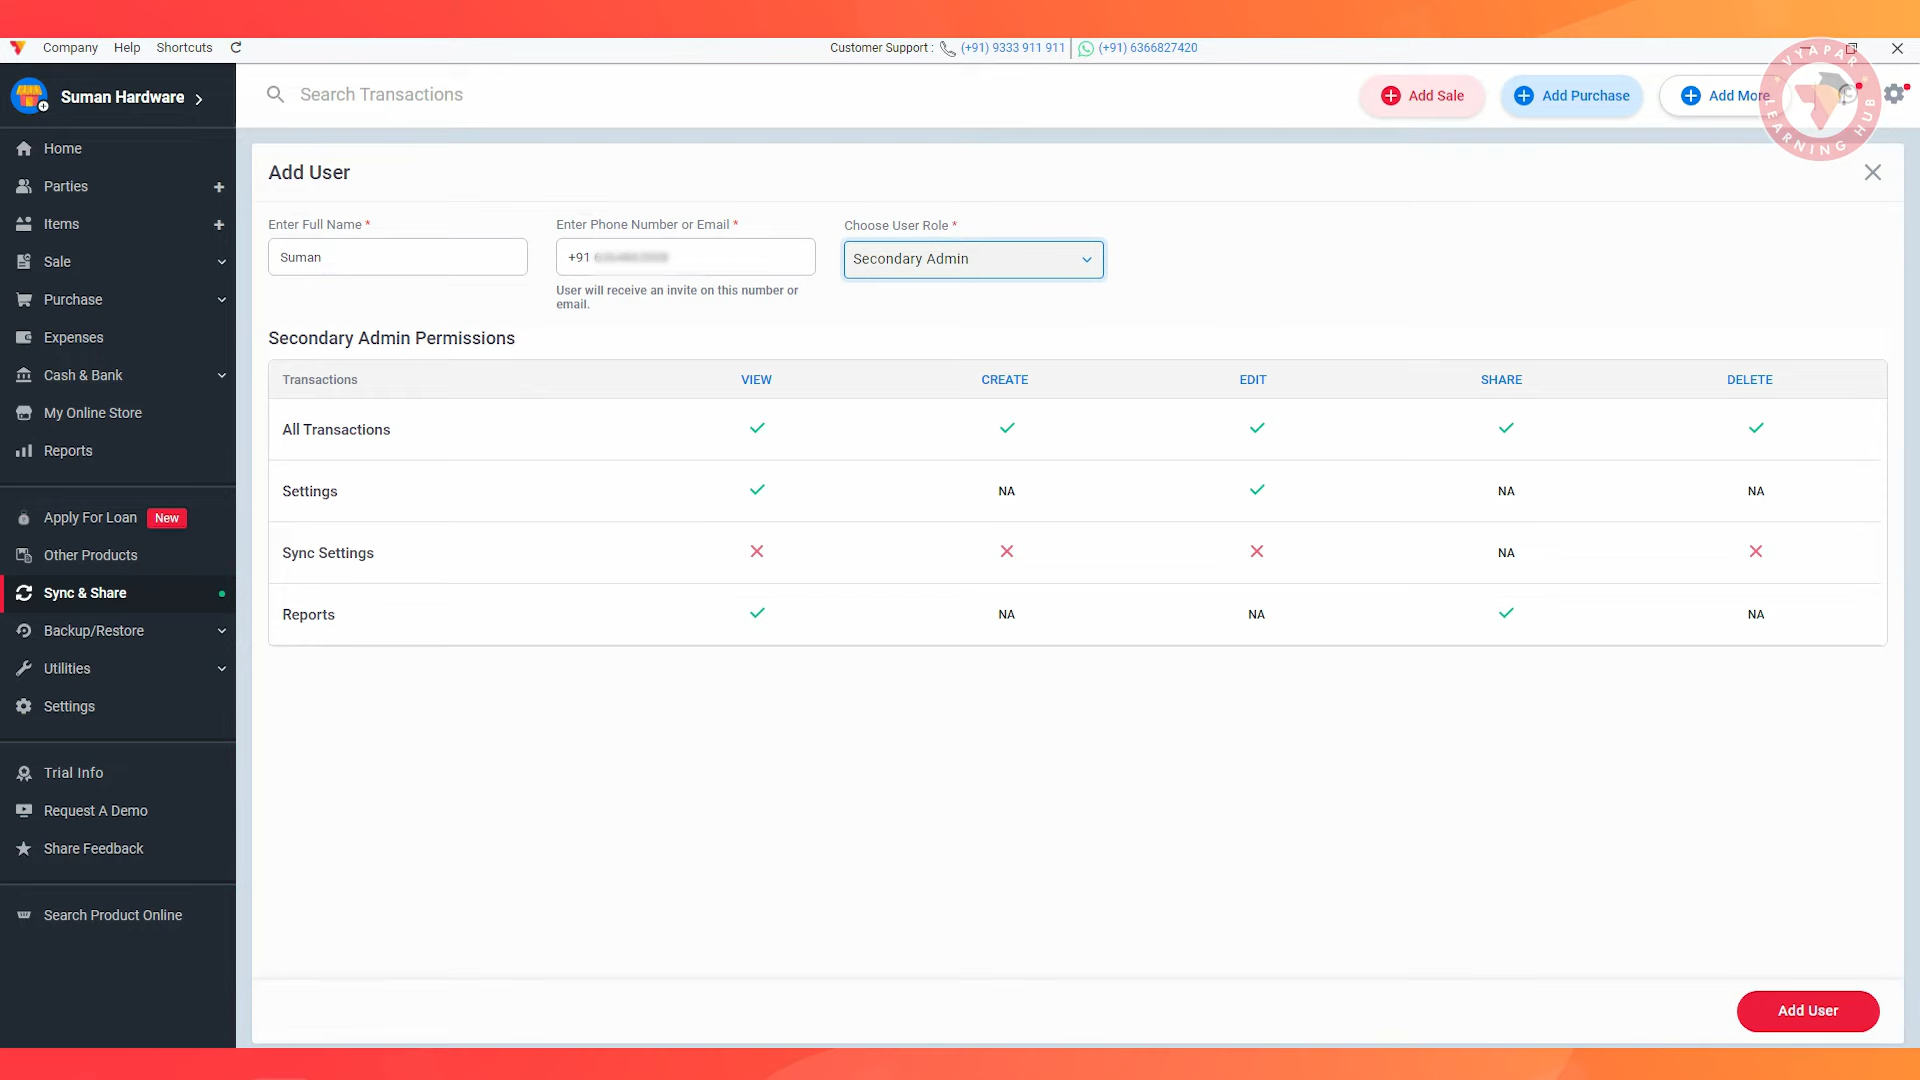 Company Help Shortcuts
Customer Support : (+91) 9333 911 911 (+91) 6366827420
VYAPAR LEARNING HUB
Suman Hardware
Search Transactions
Add Sale
Add Purchase
Add More
Home
Parties
Items
Sale
Purchase
Expenses
Cash & Bank
My Online Store
Reports
Apply For Loan New
Other Products
Sync & Share
Backup/Restore
Utilities
Settings
Trial Info
Request A Demo
Share Feedback
Search Product Online
Add User
Enter Full Name *
Suman
Enter Phone Number or Email *
+91
User will receive an invite on this number or
email.
Choose User Role *
Secondary Admin
Secondary Admin Permissions
Transactions VIEW CREATE EDIT SHARE DELETE
All Transactions
Settings NA NA NA
Sync Settings NA
Reports NA NA NA
Add User